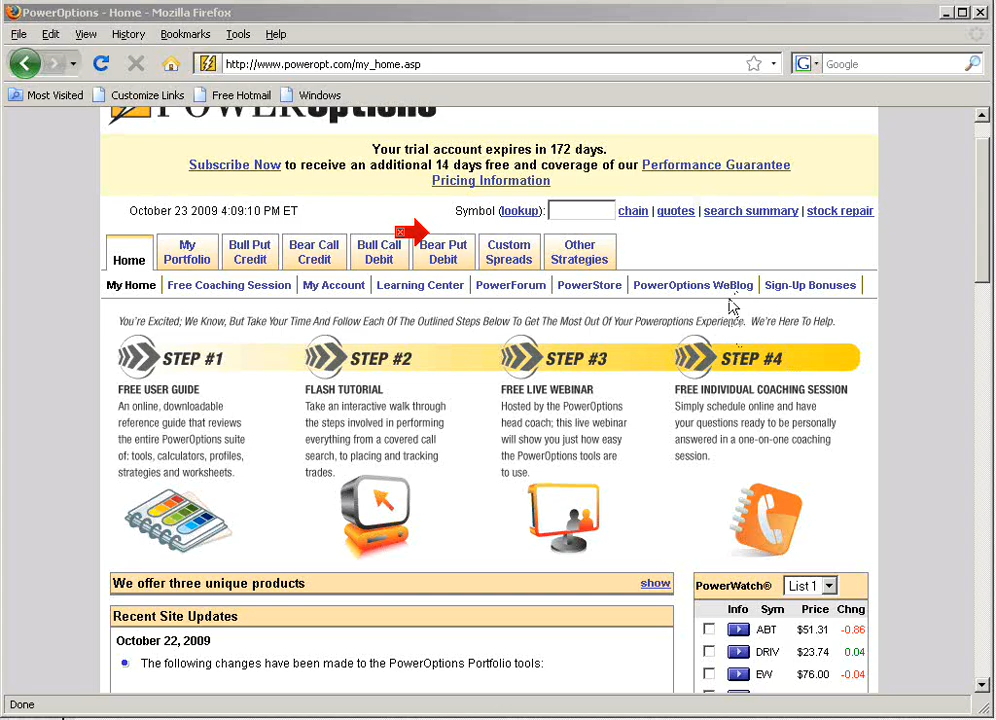 PowerOptions - Home - Mozilla Firefox
File Edit View History Bookmarks Tools Help
http://www.poweropt.com/my_home.asp
G Google
Most Visited Customize Links Free Hotmail Windows
POWEROptions
Your trial account expires in 172 days.
Subscribe Now to receive an additional 14 days free and coverage of our Performance Guarantee
Pricing Information
October 23 2009 4:09:10 PM ET Symbol (lookup): chain | quotes | search summary | stock repair
Home My Portfolio Bull Put Credit Bear Call Credit Bull Call Debit Bear Put Debit Custom Spreads Other Strategies
My Home Free Coaching Session My Account Learning Center PowerForum PowerStore PowerOptions WeBlog Sign-Up Bonuses
You're Excited; We Know, But Take Your Time And Follow Each Of The Outlined Steps Below To Get The Most Out Of Your Poweroptions Experience. We're Here To Help.
STEP #1 STEP #2 STEP #3 STEP #4
FREE USER GUIDE
An online, downloadable
reference guide that reviews
the entire PowerOptions suite
of: tools, calculators, profiles,
strategies and worksheets.
FLASH TUTORIAL
Take an interactive walk through
the steps involved in performing
everything from a covered call
search, to placing and tracking
trades.
FREE LIVE WEBINAR
Hosted by the PowerOptions
head coach; this live webinar
will show you just how easy
the PowerOptions tools are
to use.
FREE INDIVIDUAL COACHING SESSION
Simply schedule online and have
your questions ready to be personally
answered in a one-on-one coaching
session.
We offer three unique products show
Recent Site Updates
October 22, 2009
The following changes have been made to the PowerOptions Portfolio tools:
PowerWatch® List 1
Info Sym Price Chng
ABT $51.31 -0.86
DRIV $23.74 0.04
EW $76.00 -0.04
Done